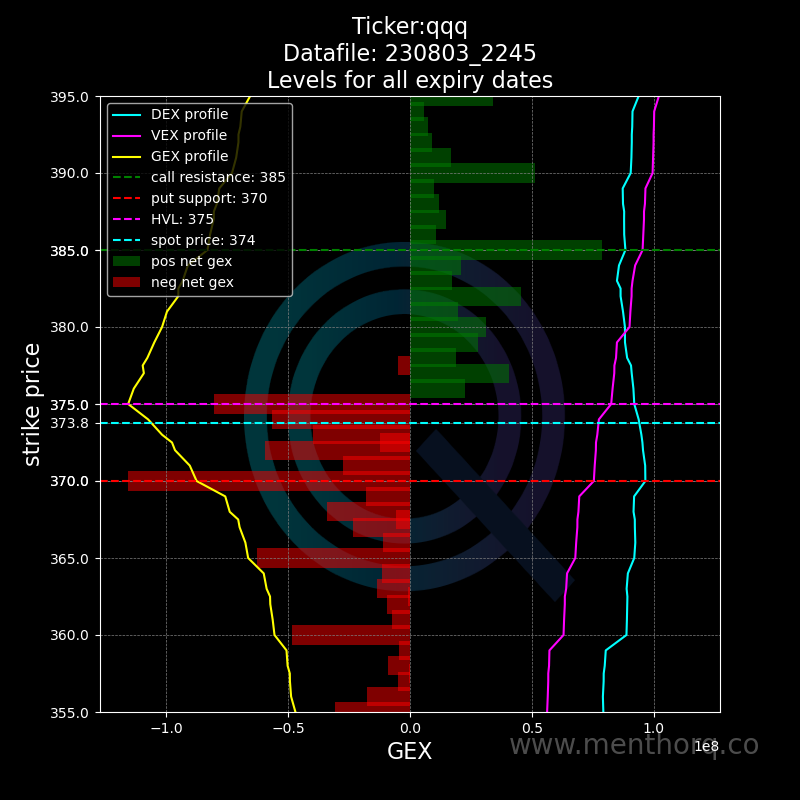 Ticker:qqq
Datafile: 230803_2245
Levels for all expiry dates
395.0
390.0
385.0
380.0
375.0
373.8
370.0
365.0
360.0
355.0
strike price
DEX profile
VEX profile
GEX profile
call resistance: 385
put support: 370
HVL: 375
spot price: 374
pos net gex
neg net gex
−1.0
−0.5
0.0
0.5
1.0
1e8
GEX
www.menthorq.co